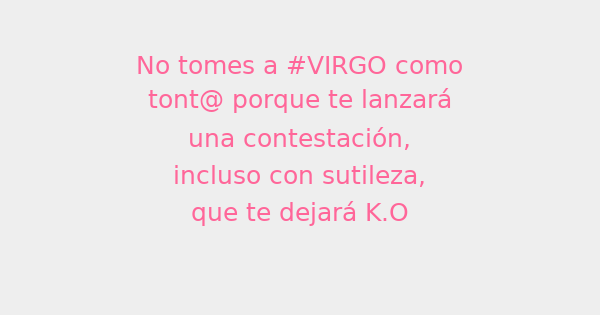 No tomes a #VIRGO como
tont@ porque te lanzará
una contestación,
incluso con sutileza,
que te dejará K.O